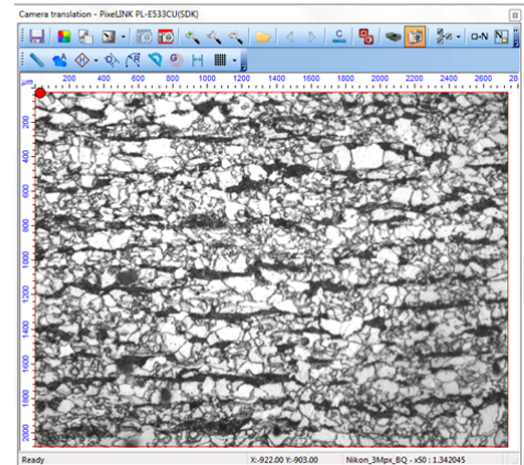 Camera translation - PixeLINK PL-E533CU(SDK)
C D-N N
µm 200 400 600 800 1000 1200 1400 1600 1800 2000 2200 2400 2600 28
200
400
600
800
1000
1200
1400
1600
1800
2000
Ready X:-922.00 Y:-903.00 Nikon_3Mpx_BQ - x50 : 1.342045